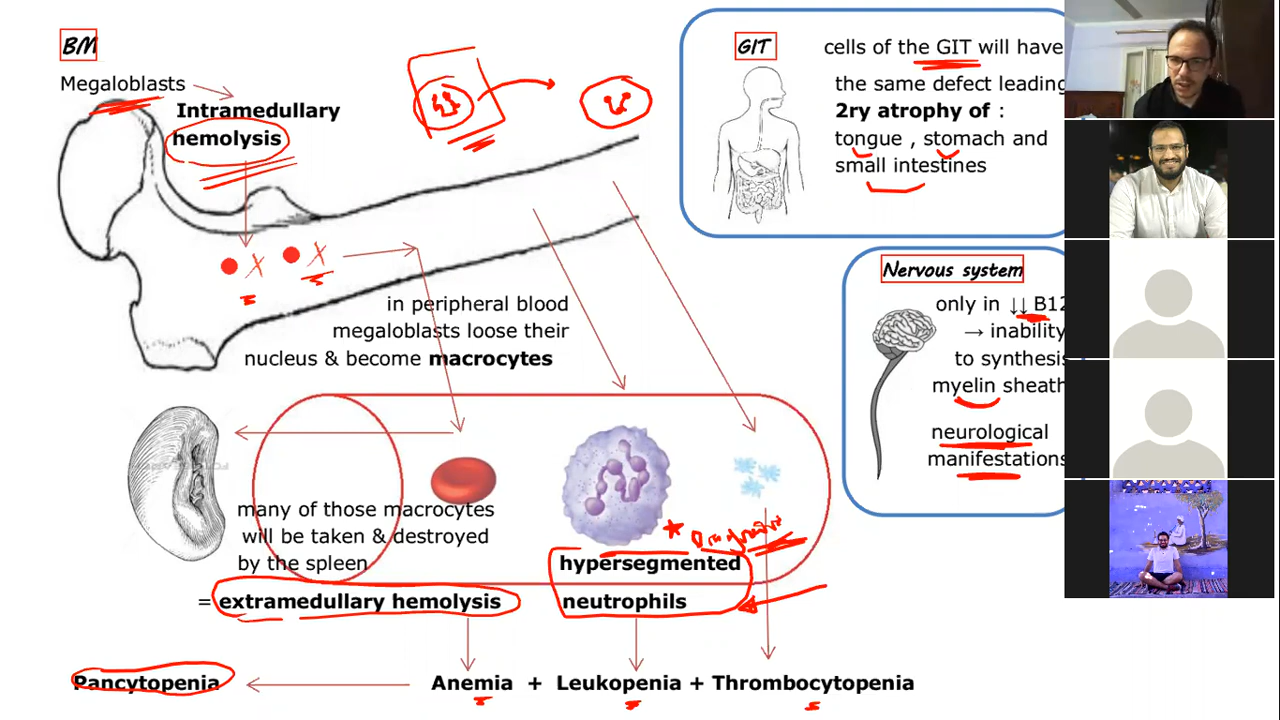 BM
Megaloblasts
Intramedullary
hemolysis
in peripheral blood
megaloblasts loose their
nucleus & become macrocytes
many of those macrocytes
will be taken & destroyed
by the spleen
= extramedullary hemolysis
hypersegmented
neutrophils
Pancytopenia
Anemia + Leukopenia + Thrombocytopenia
GIT
cells of the GIT will have
the same defect leading
2ry atrophy of :
tongue , stomach and
small intestines
Nervous system
only in ↓↓ B12
→ inability
to synthesis
myelin sheath
neurological
manifestations